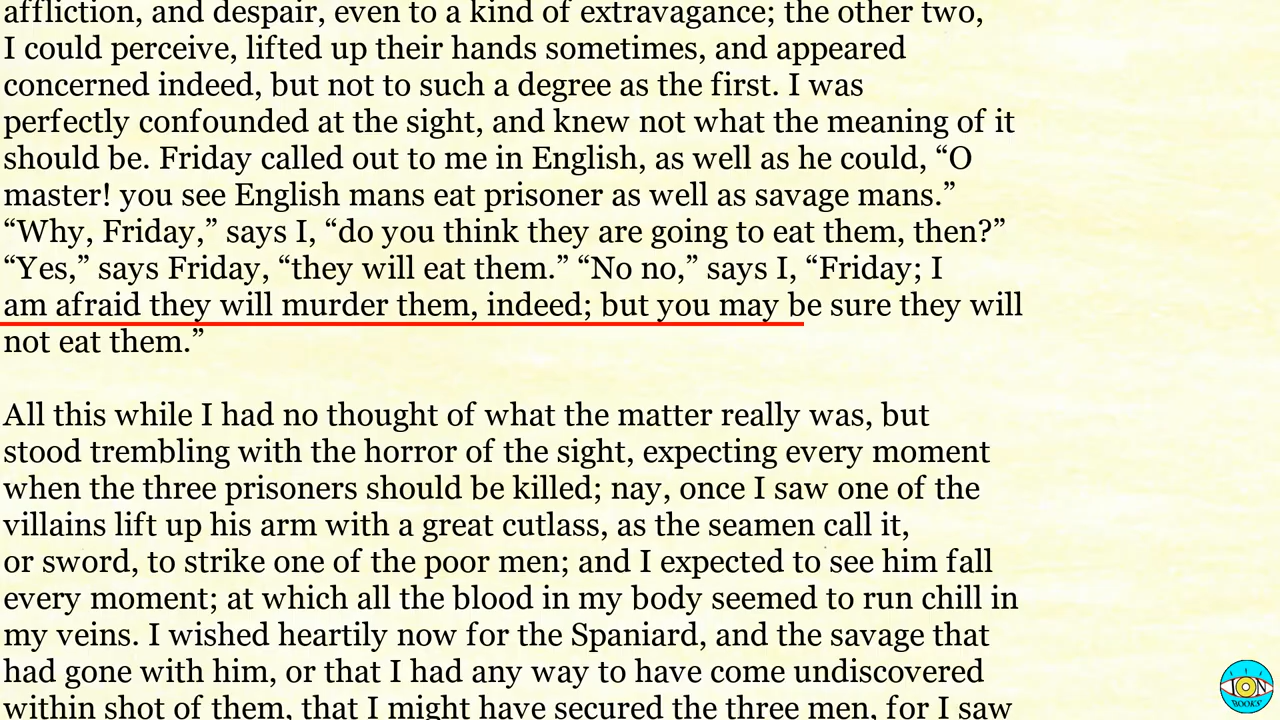 affliction, and despair, even to a kind of extravagance; the other two,
I could perceive, lifted up their hands sometimes, and appeared
concerned indeed, but not to such a degree as the first. I was
perfectly confounded at the sight, and knew not what the meaning of it
should be. Friday called out to me in English, as well as he could, “O
master! you see English mans eat prisoner as well as savage mans.”
“Why, Friday,” says I, “do you think they are going to eat them, then?”
“Yes,” says Friday, “they will eat them.” “No no,” says I, “Friday; I
am afraid they will murder them, indeed; but you may be sure they will
not eat them.”
All this while I had no thought of what the matter really was, but
stood trembling with the horror of the sight, expecting every moment
when the three prisoners should be killed; nay, once I saw one of the
villains lift up his arm with a great cutlass, as the seamen call it,
or sword, to strike one of the poor men; and I expected to see him fall
every moment; at which all the blood in my body seemed to run chill in
my veins. I wished heartily now for the Spaniard, and the savage that
had gone with him, or that I had any way to have come undiscovered
within shot of them, that I might have secured the three men, for I saw
ION
BOOKS